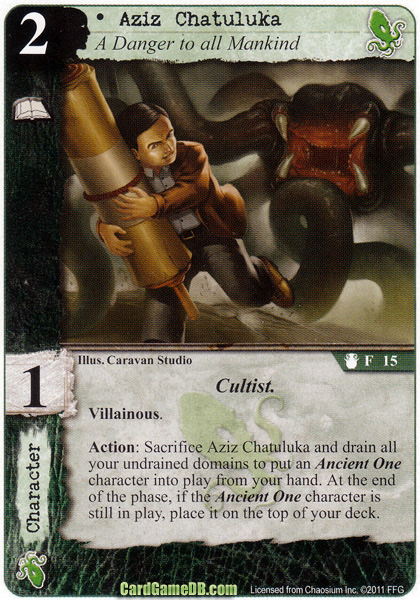 2
• Aziz Chatuluka
A Danger to all Mankind
Illus. Caravan Studio
F 15
1
Cultist.
Villainous.
Action: Sacrifice Aziz Chatuluka and drain all
your undrained domains to put an Ancient One
character into play from your hand. At the end
of the phase, if the Ancient One character is
still in play, place it on the top of your deck.
Character
CardGameDB.com
Licensed from Chaosium Inc. ©2011 FFG